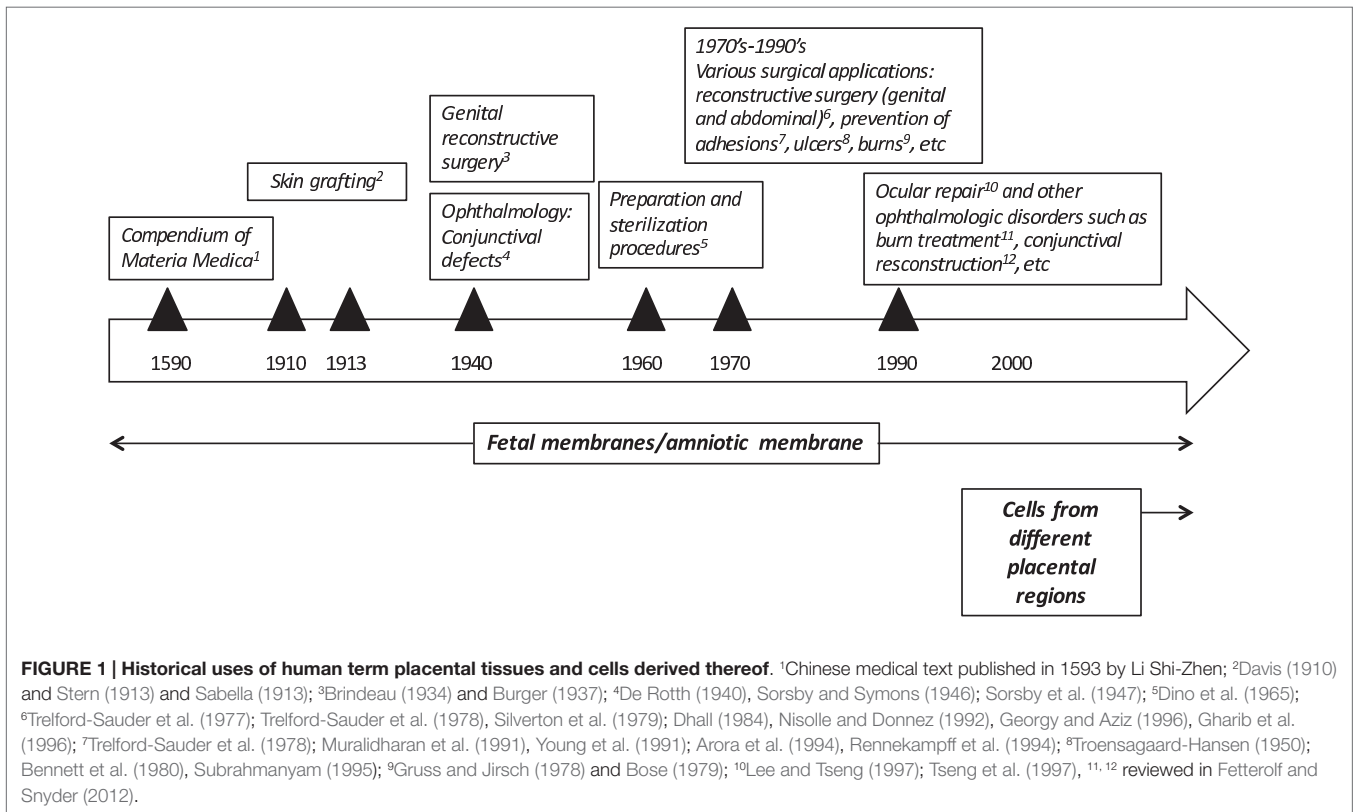 1970's-1990's
Various surgical applications:
reconstructive surgery (genital
and abdominal)⁶, prevention of
adhesions⁷, ulcers⁸, burns⁹, etc
Genital
reconstructive
surgery³
Skin grafting²
Ocular repair¹⁰ and other
ophthalmologic disorders such as
burn treatment¹¹, conjunctival
resconstruction¹², etc
Preparation and
sterilization
procedures⁵
Ophthalmology:
Conjunctival
defects⁴
Compendium of
Materia Medica¹
1590 1910 1913 1940 1960 1970 1990 2000
Fetal membranes/amniotic membrane
Cells from
different
placental
regions
FIGURE 1 | Historical uses of human term placental tissues and cells derived thereof. ¹Chinese medical text published in 1593 by Li Shi-Zhen; ²Davis (1910)
and Stern (1913) and Sabella (1913); ³Brindeau (1934) and Burger (1937); ⁴De Rotth (1940), Sorsby and Symons (1946); Sorsby et al. (1947); ⁵Dino et al. (1965);
⁶Trelford-Sauder et al. (1977); Trelford-Sauder et al. (1978), Silverton et al. (1979); Dhall (1984), Nisolle and Donnez (1992), Georgy and Aziz (1996), Gharib et al.
(1996); ⁷Trelford-Sauder et al. (1978); Muralidharan et al. (1991), Young et al. (1991); Arora et al. (1994), Rennekampff et al. (1994); ⁸Troensagaard-Hansen (1950);
Bennett et al. (1980), Subrahmanyam (1995); ⁹Gruss and Jirsch (1978) and Bose (1979); ¹⁰Lee and Tseng (1997); Tseng et al. (1997), ¹¹, ¹² reviewed in Fetterolf and
Snyder (2012).